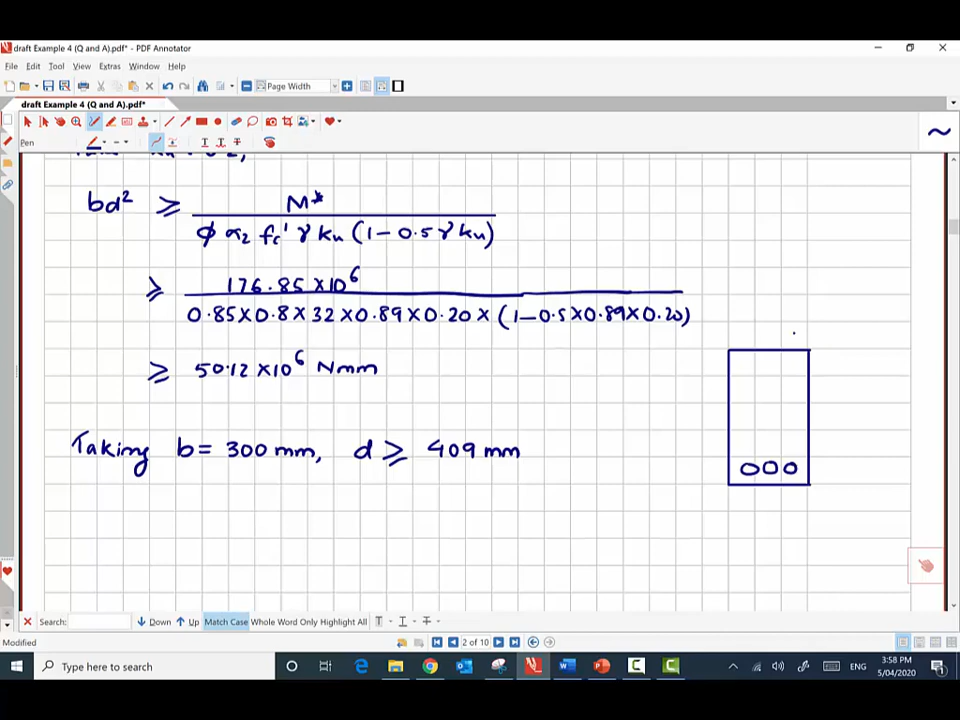 draft Example 4 (Q and A).pdf* - PDF Annotator
File Edit Tool View Extras Window Help
Page Width
draft Example 4 (Q and A).pdf*
Pen
bd² ⩾ M* / ϕ α₂ fc' γ ku (1 − 0.5 γ ku)
⩾ 176.85 × 10⁶ / 0.85 × 0.8 × 32 × 0.89 × 0.20 × (1 − 0.5 × 0.89 × 0.20)
⩾ 50.12 × 10⁶ Nmm
Taking b = 300 mm, d ⩾ 409 mm
Search: Down Up Match Case Whole Word Only Highlight All
Modified
2 of 10
Type here to search
ENG
3:58 PM
5/04/2020